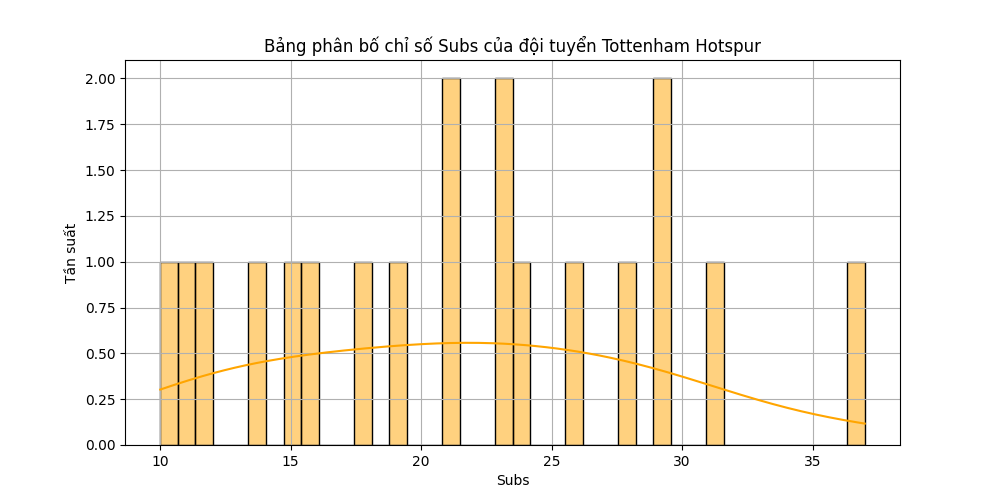 Bảng phân bố chỉ số Subs của đội tuyển Tottenham Hotspur
2.00
1.75
1.50
1.25
1.00
0.75
0.50
0.25
0.00
Tần suất
10 15 20 25 30 35
Subs